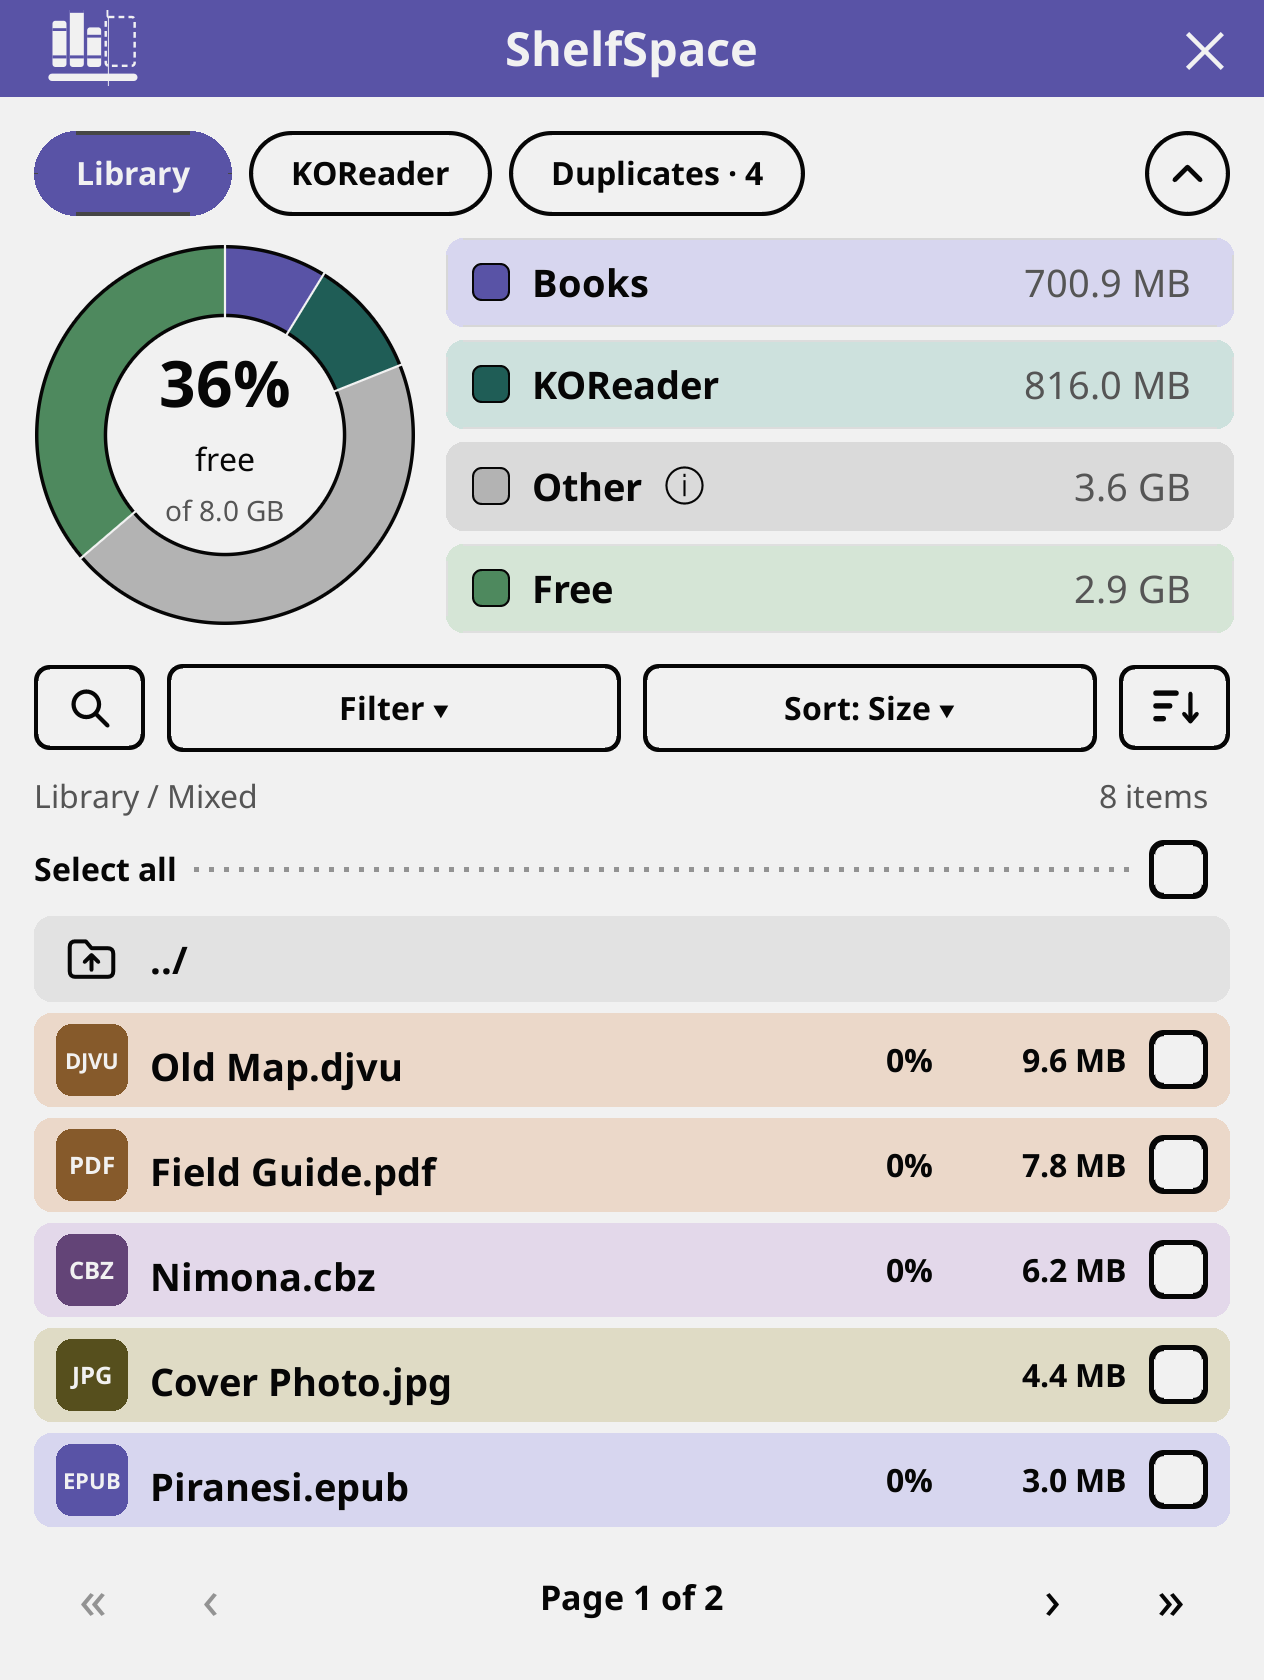 ShelfSpace
Library
KOReader
Duplicates · 4
36%
free
of 8.0 GB
Books 700.9 MB
KOReader 816.0 MB
Other ⓘ 3.6 GB
Free 2.9 GB
Filter ▾
Sort: Size ▾
Library / Mixed 8 items
Select all
../
DJVU Old Map.djvu 0% 9.6 MB
PDF Field Guide.pdf 0% 7.8 MB
CBZ Nimona.cbz 0% 6.2 MB
JPG Cover Photo.jpg 4.4 MB
EPUB Piranesi.epub 0% 3.0 MB
« ‹ Page 1 of 2 › »